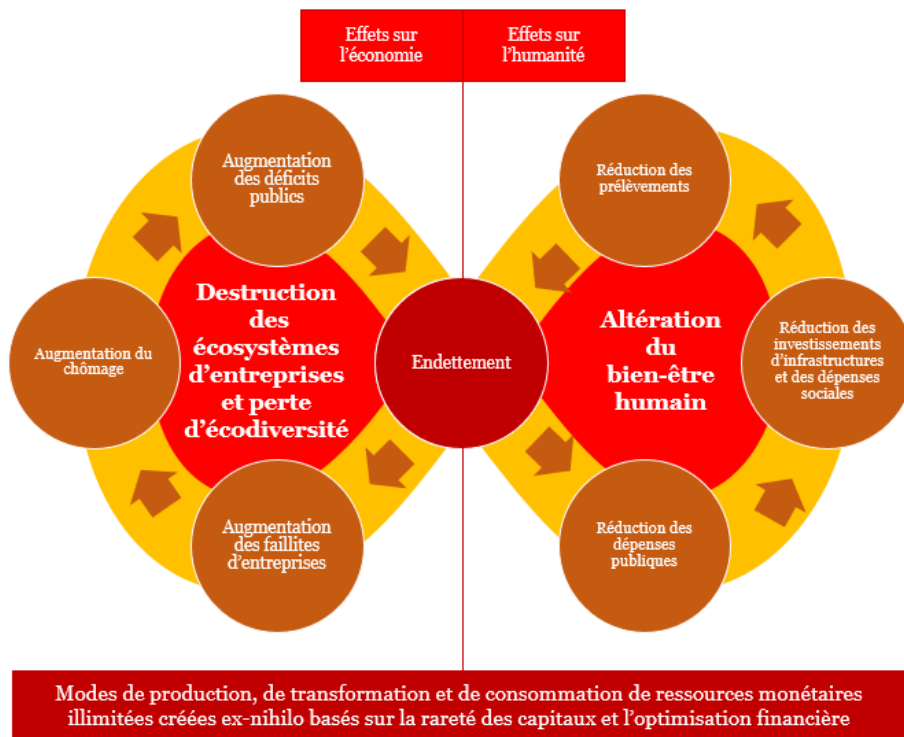 Effets sur
l’économie
Effets sur
l’humanité
Augmentation
des déficits
publics
Réduction des
prélèvements
Destruction
des
écosystèmes
d’entreprises
et perte
d’écodiversité
Altération
du
bien-être
humain
Augmentation du
chômage
Endettement
Réduction des
investissements
d’infrastructures
et des dépenses
sociales
Augmentation
des faillites
d’entreprises
Réduction des
dépenses
publiques
Modes de production, de transformation et de consommation de ressources monétaires
illimitées créées ex-nihilo basés sur la rareté des capitaux et l’optimisation financière